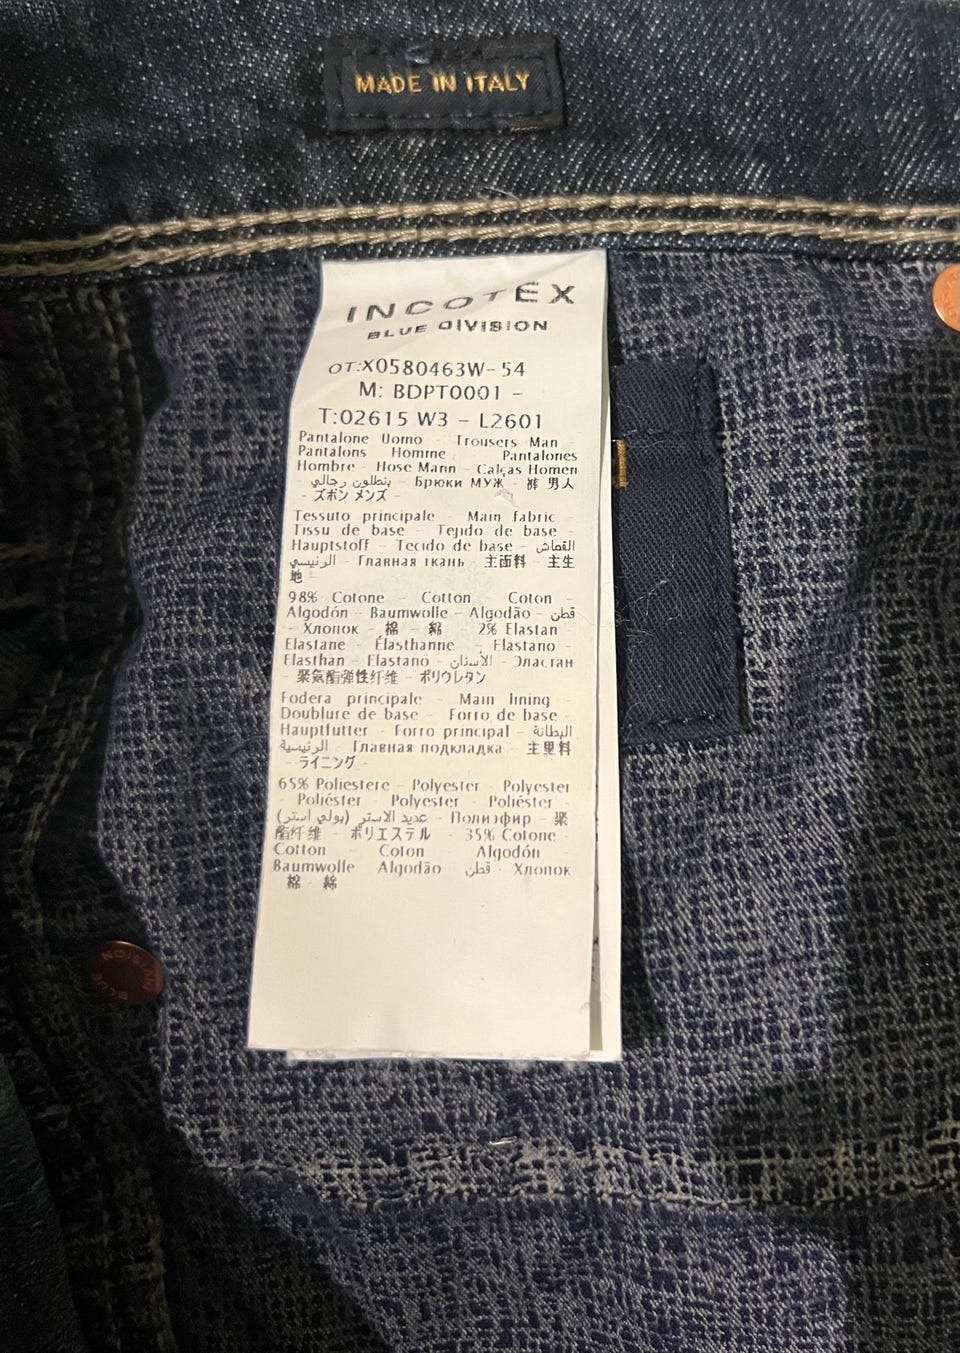 MADE IN ITALY
INCOTEX
BLUE DIVISION
OT:X0580463W-54
M: BDPT0001 -
T:02615 W3 - L2601
Pantalone Uomo - Trousers Man -
Pantalons Homme - Pantalones
Hombre - Hose Mann - Calças Homen
- بنطلون رجالي - Брюки МУЖ - 裤 男人
- ズボン メンズ -
Tessuto principale - Main fabric -
Tissu de base - Tejido de base -
Hauptstoff - Tecido de base - القماش
الرئيسي - Главная ткань - 主面料 - 主生
地 -
98% Cotone - Cotton - Coton -
Algodón - Baumwolle - Algodão - قطن
- Хлопок - 棉 - 綿 2% Elastan
Elastane - Élasthanne - Elastano -
Elasthan - Elastano - الأستان - Эластан
- 聚氨酯弹性纤维 - ポリウレタン
Fodera principale - Main lining -
Doublure de base - Forro de base -
Hauptfutter - Forro principal - البطانة
الرئيسية - Главная подкладка - 主里料
- ライニング -
65% Poliestere - Polyester - Polyester
- Poliéster - Polyester - Poliéster -
عديد الاستر (بولي استر) - Полиэфир - 聚
酯纤维 - ポリエステル - 35% Cotone -
Cotton - Coton - Algodón -
Baumwolle - Algodão - قطن - Хлопок
- 棉 - 綿
BLUE DIVISION